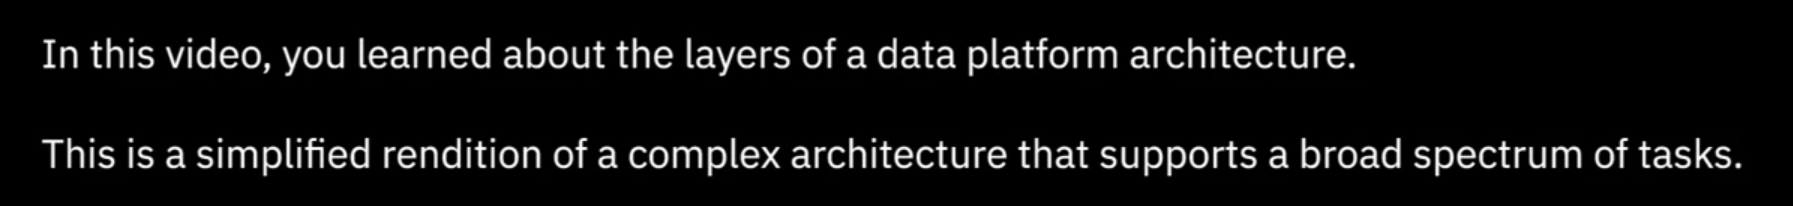 In this video, you learned about the layers of a data platform architecture.
This is a simplified rendition of a complex architecture that supports a broad spectrum of tasks.